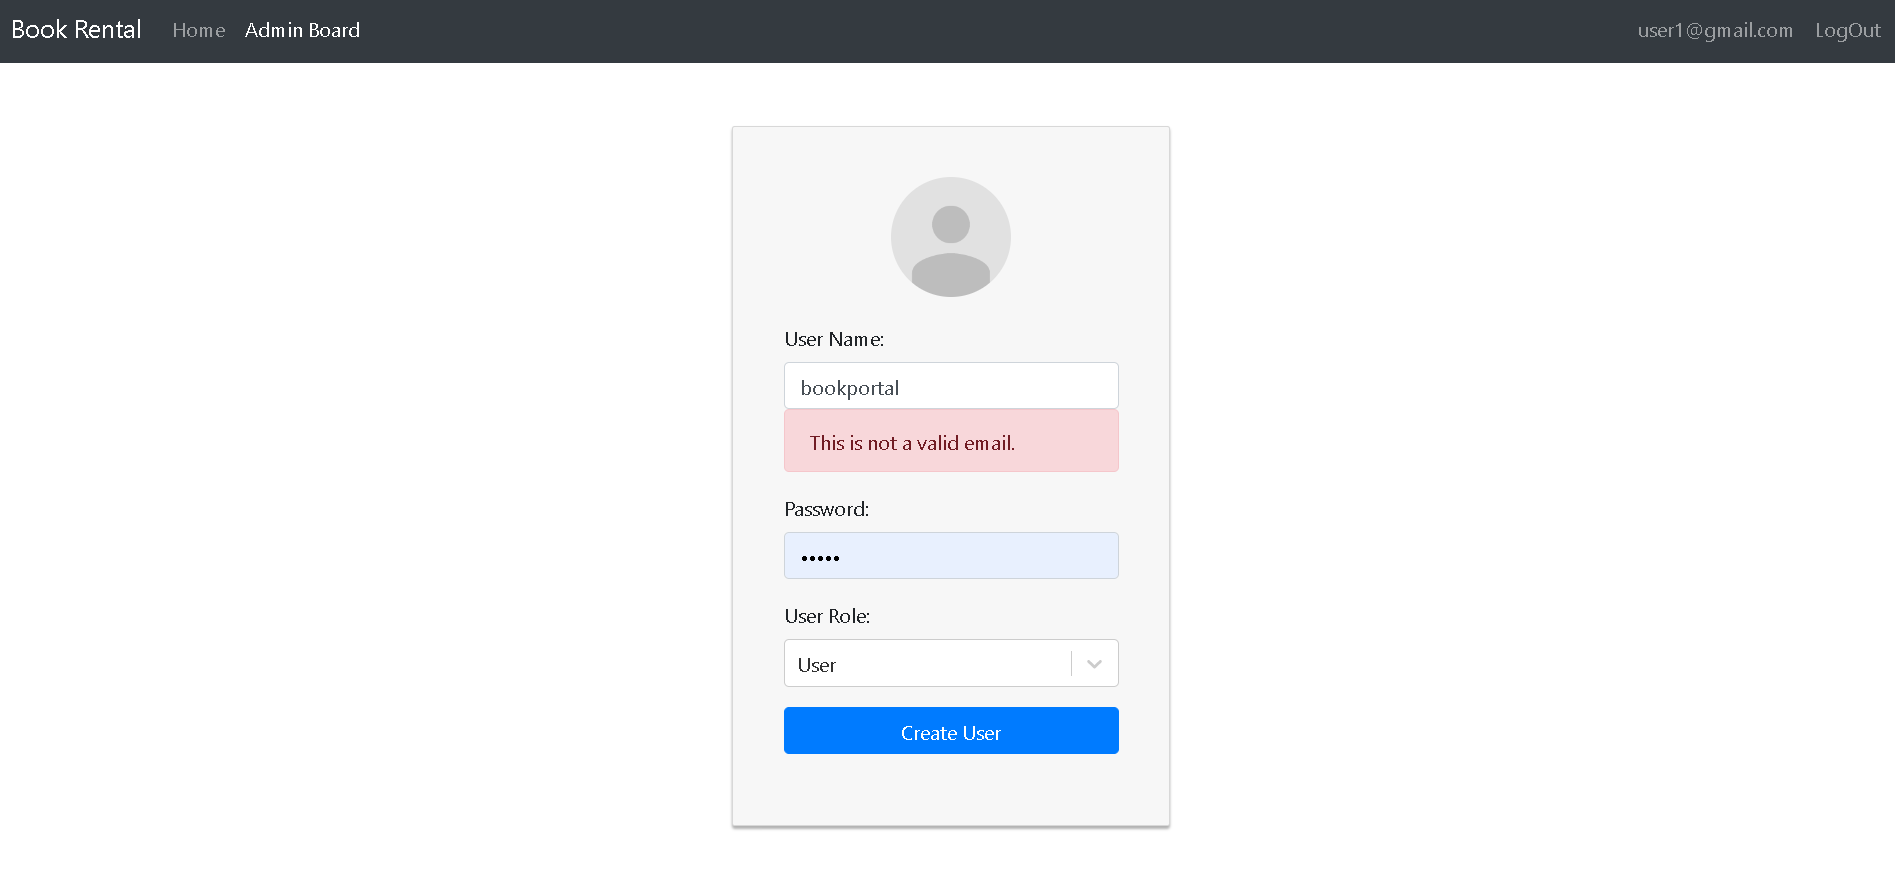 Book Rental Home Admin Board user1@gmail.com LogOut
User Name:
bookportal
This is not a valid email.
Password:
•••••
User Role:
User
Create User